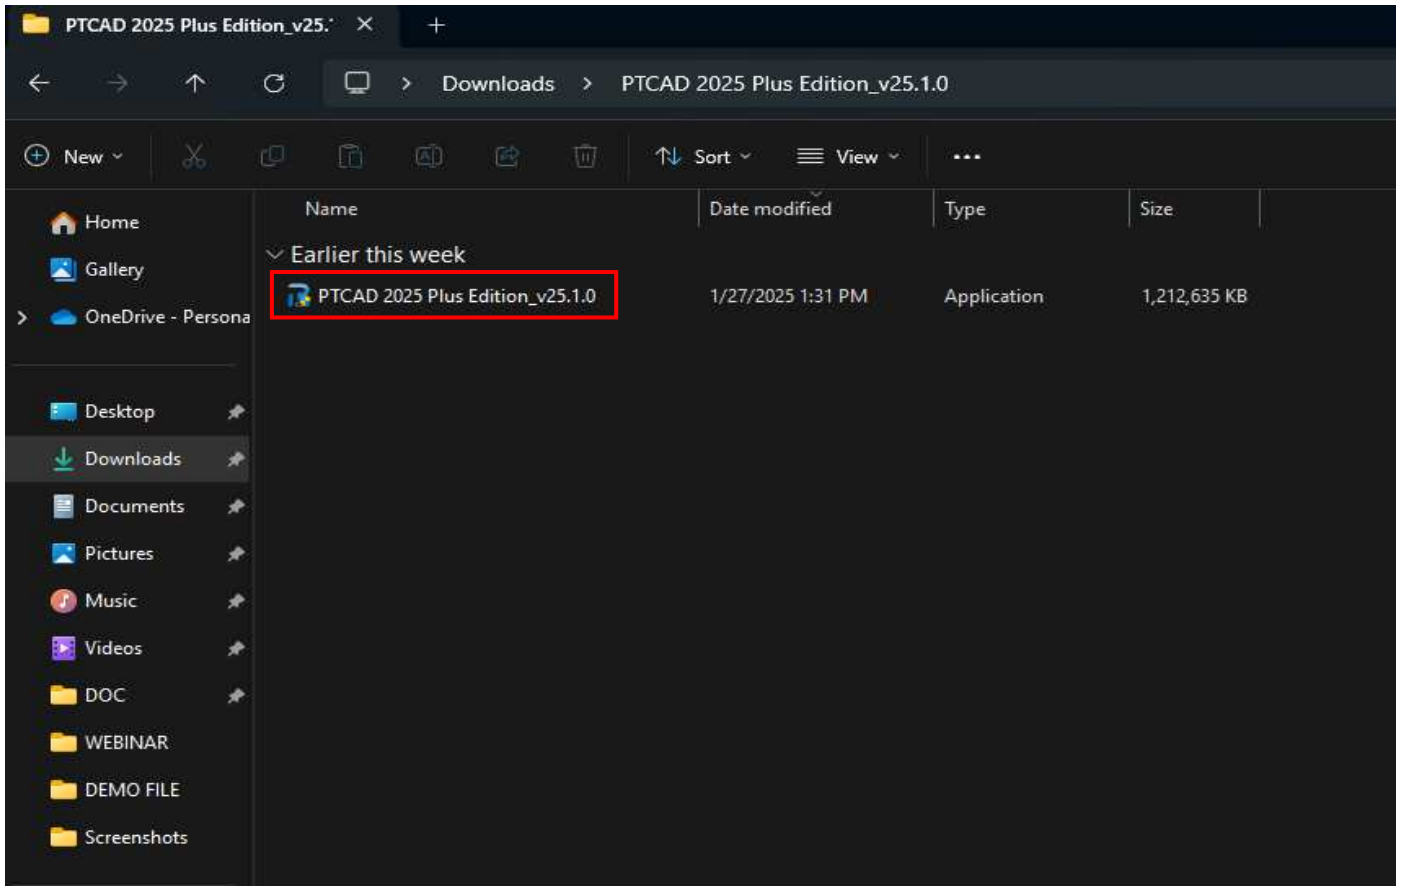 PTCAD 2025 Plus Edition_v25.
Downloads > PTCAD 2025 Plus Edition_v25.1.0
New Sort View
Name Date modified Type Size
Earlier this week
PTCAD 2025 Plus Edition_v25.1.0 1/27/2025 1:31 PM Application 1,212,635 KB
Home
Gallery
OneDrive - Persona
Desktop
Downloads
Documents
Pictures
Music
Videos
DOC
WEBINAR
DEMO FILE
Screenshots